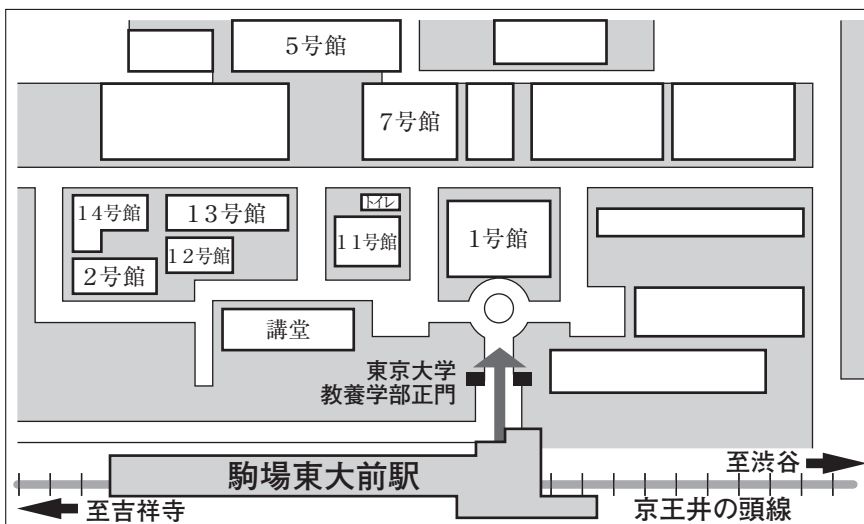 5号館
7号館
14号館
13号館
トイレ
11号館
1号館
12号館
2号館
講堂
東京大学
教養学部正門
駒場東大前駅
至渋谷
至吉祥寺
京王井の頭線